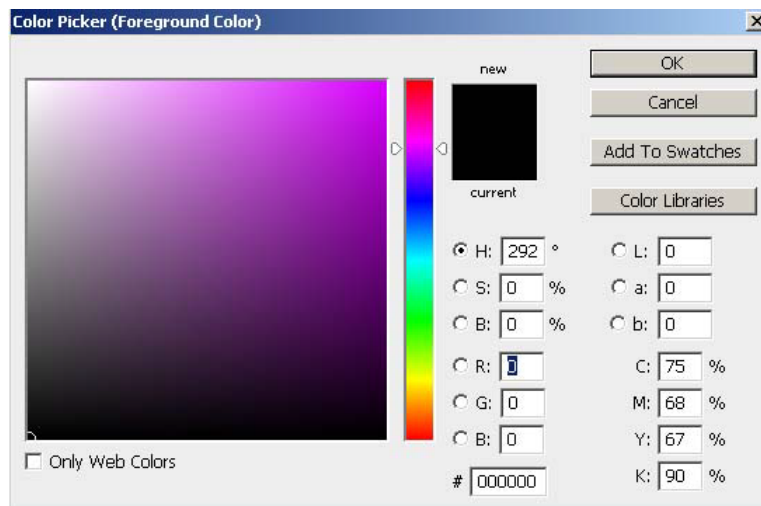 Color Picker (Foreground Color)
new
current
OK
Cancel
Add To Swatches
Color Libraries
H: 292 °
S: 0 %
B: 0 %
R: 0
G: 0
B: 0
# 000000
L: 0
a: 0
b: 0
C: 75 %
M: 68 %
Y: 67 %
K: 90 %
Only Web Colors